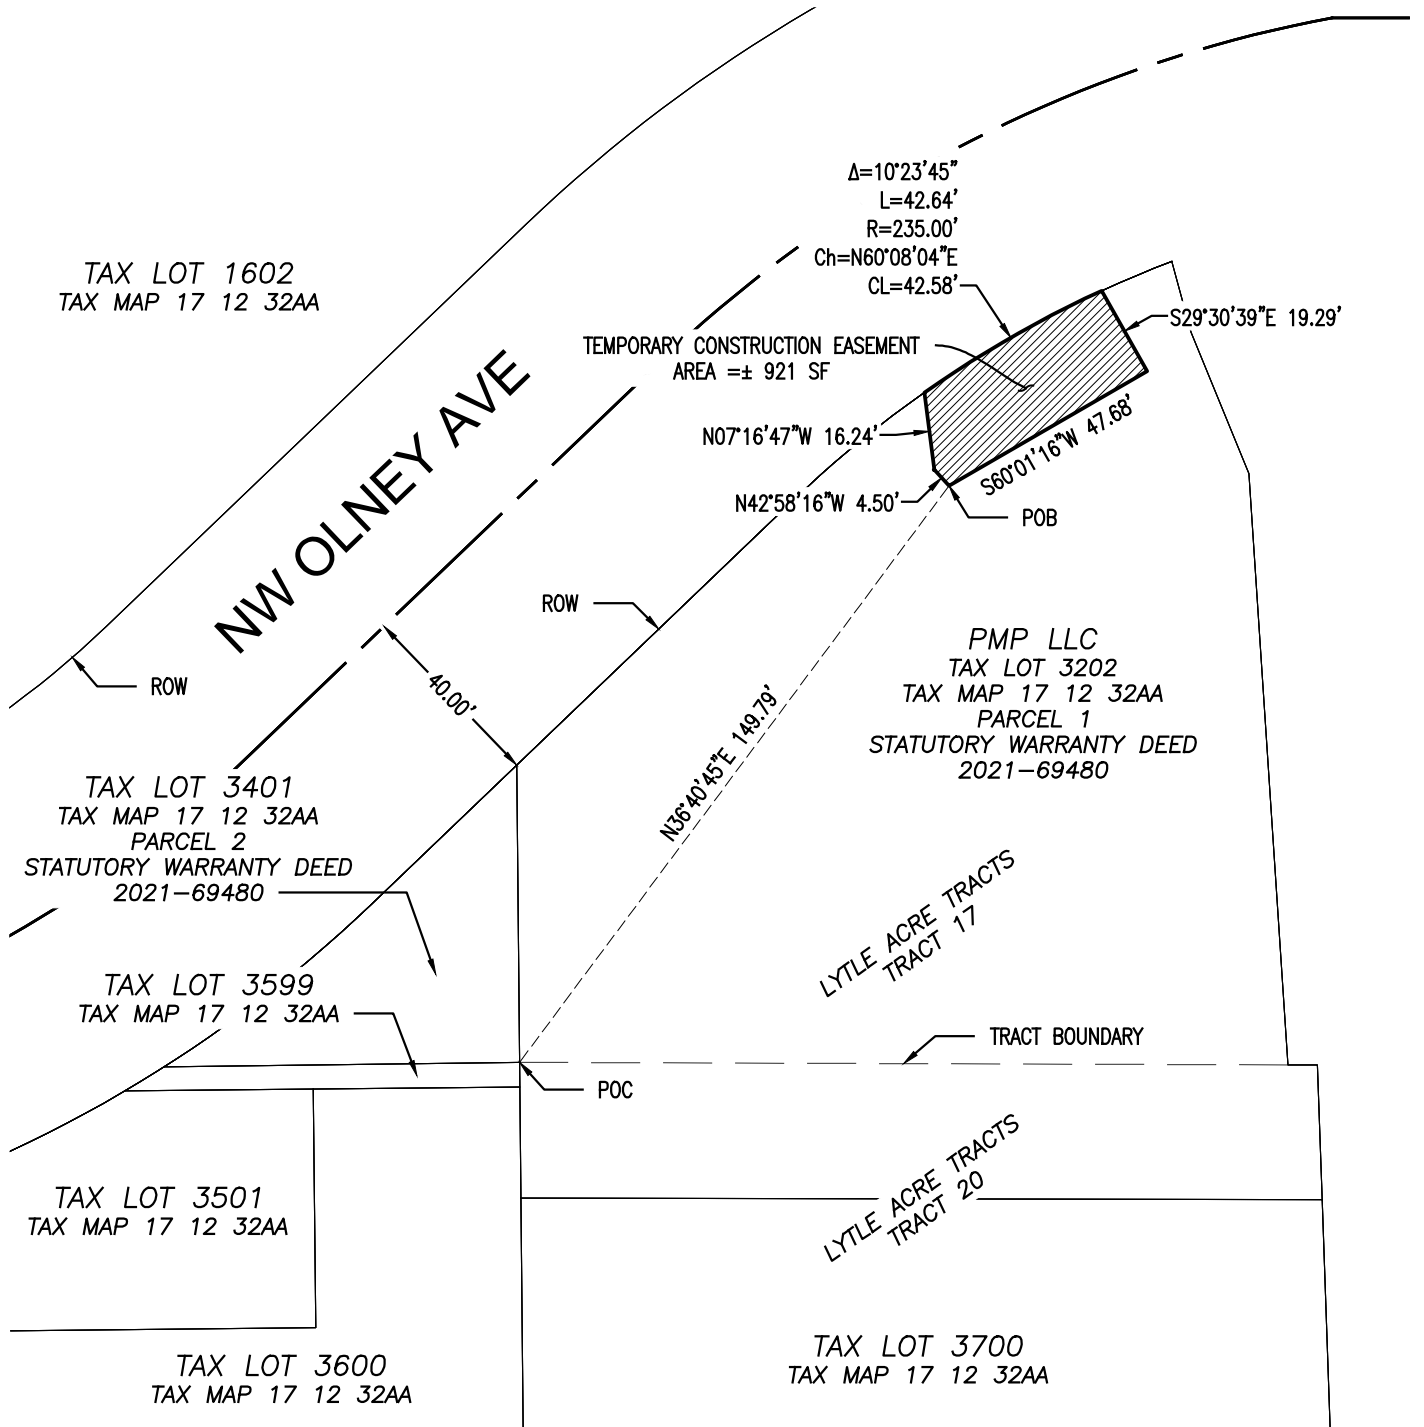 Δ=10°23'45"
L=42.64'
R=235.00'
Ch=N60°08'04"E
CL=42.58'
TAX LOT 1602
TAX MAP 17 12 32AA
S29°30'39"E 19.29'
TEMPORARY CONSTRUCTION EASEMENT
AREA =± 921 SF
NW OLNEY AVE
N07°16'47"W 16.24'
S60°01'16"W 47.68'
N42°58'16"W 4.50'
POB
ROW
ROW
40.00'
PMP LLC
TAX LOT 3202
TAX MAP 17 12 32AA
PARCEL 1
STATUTORY WARRANTY DEED
2021-69480
N36°40'45"E 149.79'
TAX LOT 3401
TAX MAP 17 12 32AA
PARCEL 2
STATUTORY WARRANTY DEED
2021-69480
LYTLE ACRE TRACTS
TRACT 17
TAX LOT 3599
TAX MAP 17 12 32AA
TRACT BOUNDARY
POC
LYTLE ACRE TRACTS
TRACT 20
TAX LOT 3501
TAX MAP 17 12 32AA
TAX LOT 3600
TAX MAP 17 12 32AA
TAX LOT 3700
TAX MAP 17 12 32AA